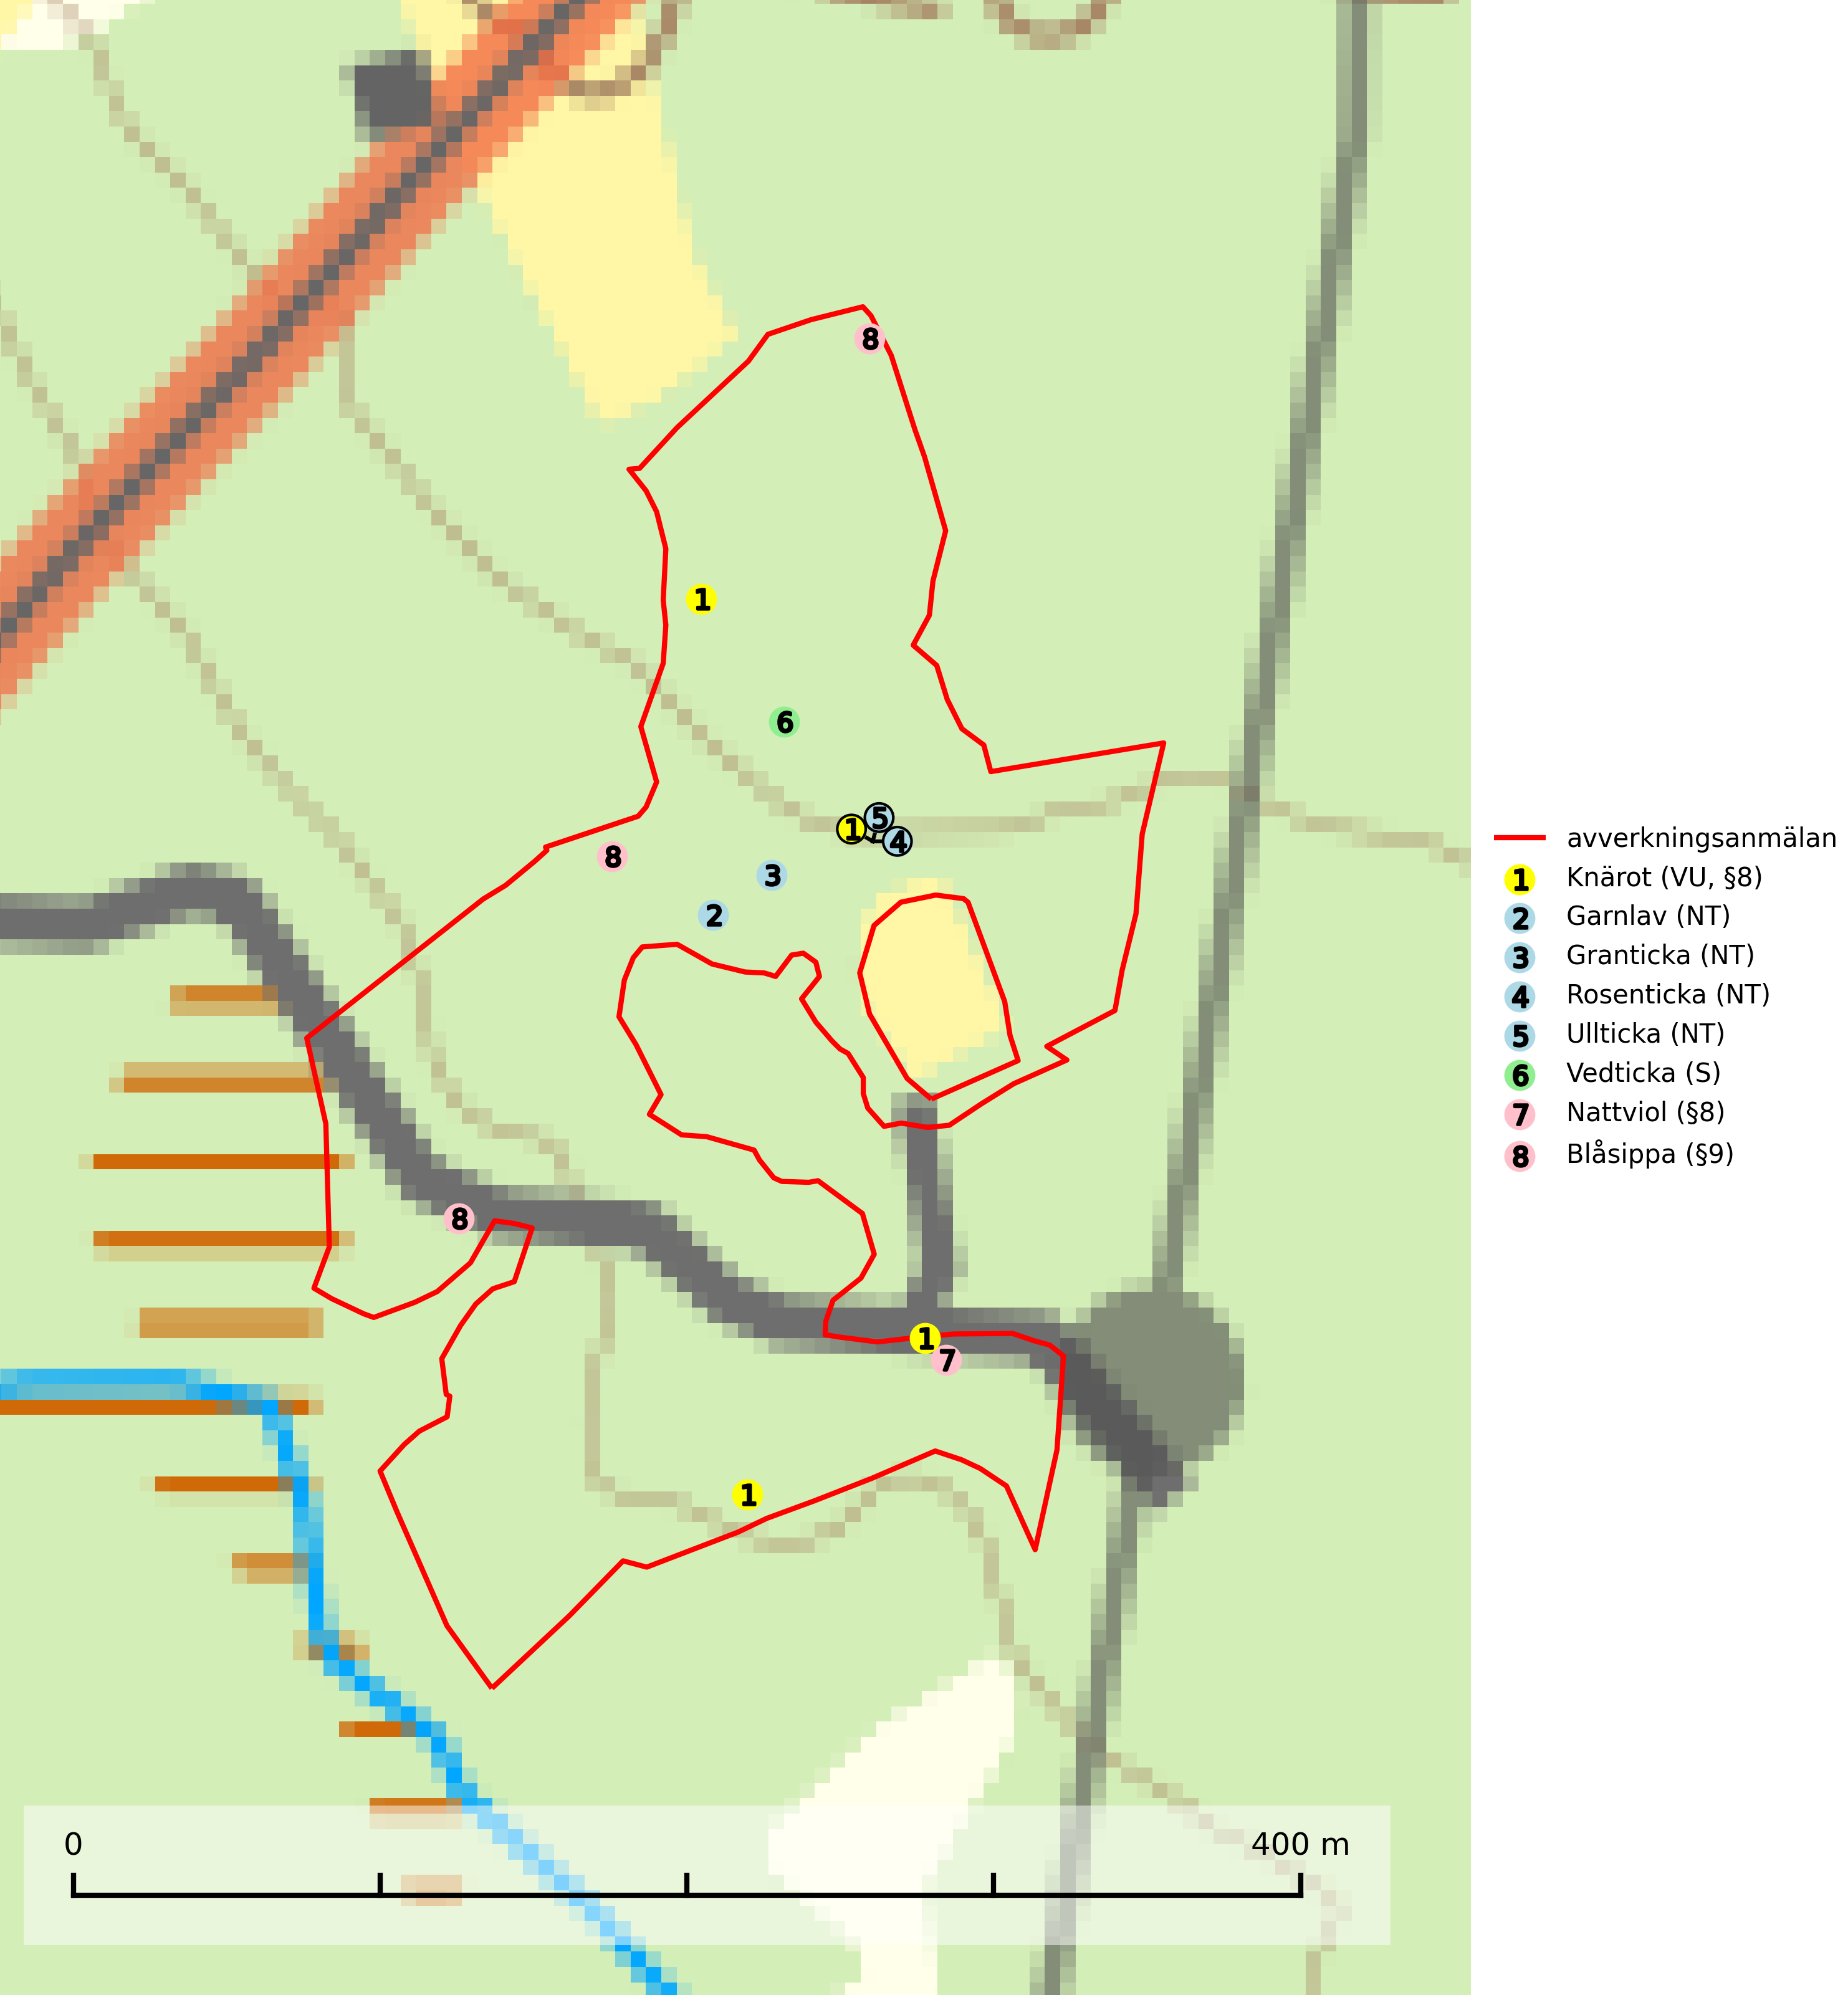 8
1
6
5
1
4
8
3
2
8
1
7
1
avverkningsanmälan
1 Knärot (VU, §8)
2 Garnlav (NT)
3 Granticka (NT)
4 Rosenticka (NT)
5 Ullticka (NT)
6 Vedticka (S)
7 Nattviol (§8)
8 Blåsippa (§9)
0 400 m